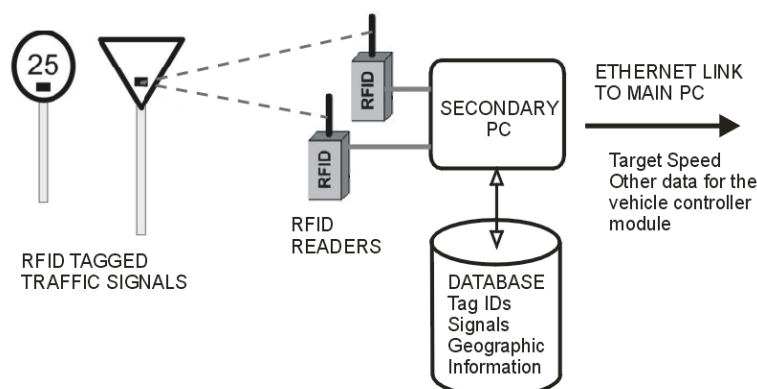 25
RFID TAGGED
TRAFFIC SIGNALS
RFID
RFID
RFID
READERS
SECONDARY
PC
ETHERNET LINK
TO MAIN PC
Target Speed
Other data for the
vehicle controller
module
DATABASE
Tag IDs
Signals
Geographic
Information